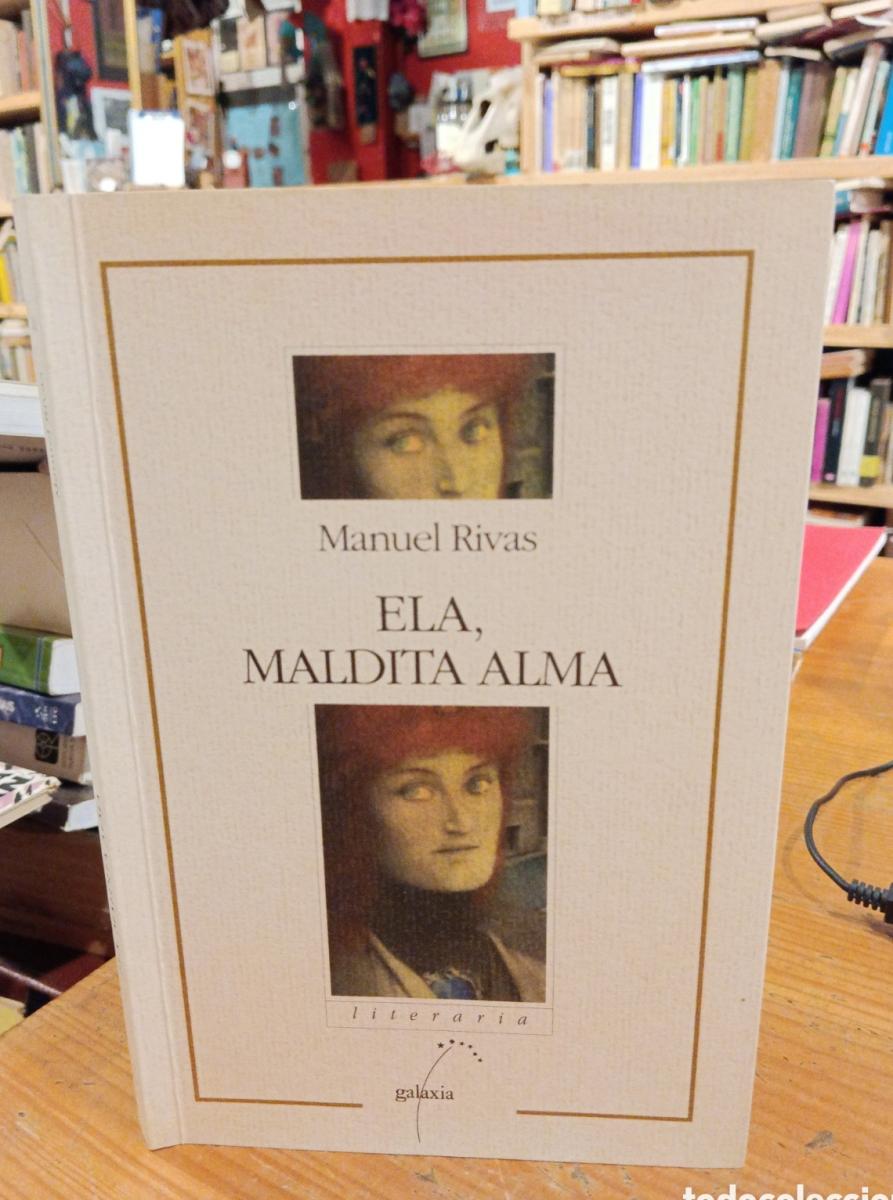 Manuel Rivas
ELA,
MALDITA ALMA
literaria
galaxia